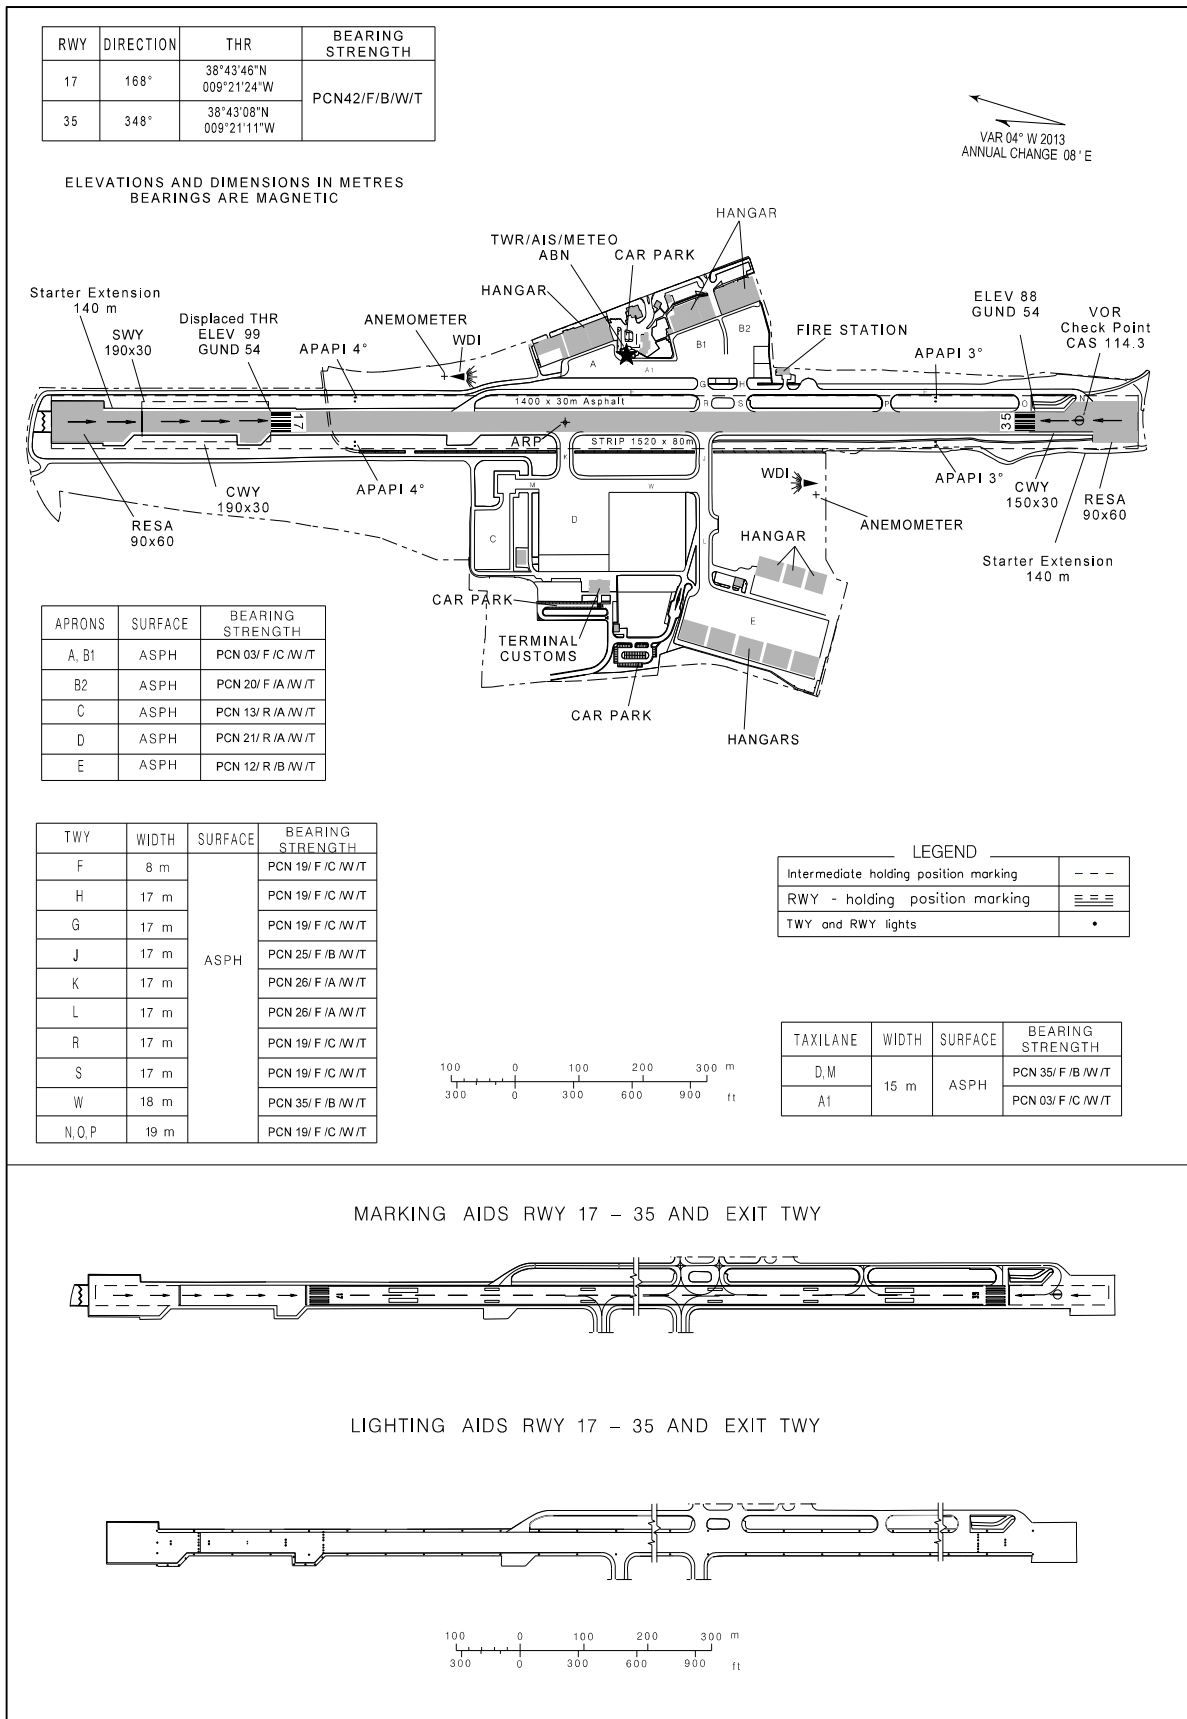 RWY DIRECTION THR BEARING STRENGTH
17 168° 38°43'46"N 009°21'24"W PCN42/F/B/W/T
35 348° 38°43'08"N 009°21'11"W
VAR 04° W 2013
ANNUAL CHANGE 08' E
ELEVATIONS AND DIMENSIONS IN METRES
BEARINGS ARE MAGNETIC
HANGAR
TWR/AIS/METEO
ABN
CAR PARK
HANGAR
Starter Extension
140 m
SWY
190x30
Displaced THR
ELEV 99
GUND 54
ANEMOMETER
WDI
APAPI 4°
A
A1
B1
B2
FIRE STATION
APAPI 3°
ELEV 88
GUND 54
VOR
Check Point
CAS 114.3
F G H F
1400 x 30m Asphalt
R S P O N
17
35
ARP
STRIP 1520 x 80m
K
J
APAPI 4°
CWY
190x30
RESA
90x60
M
W
C
D
L
WDI
ANEMOMETER
APAPI 3°
CWY
150x30
RESA
90x60
Starter Extension
140 m
HANGAR
E
CAR PARK
TERMINAL
CUSTOMS
CAR PARK
HANGARS
APRONS SURFACE BEARING STRENGTH
A, B1 ASPH PCN 03/ F /C /W /T
B2 ASPH PCN 20/ F /A /W /T
C ASPH PCN 13/ R /A /W /T
D ASPH PCN 21/ R /A /W /T
E ASPH PCN 12/ R /B /W /T
TWY WIDTH SURFACE BEARING STRENGTH
F 8 m PCN 19/ F /C /W /T
H 17 m PCN 19/ F /C /W /T
G 17 m PCN 19/ F /C /W /T
J 17 m ASPH PCN 25/ F /B /W /T
K 17 m PCN 26/ F /A /W /T
L 17 m PCN 26/ F /A /W /T
R 17 m PCN 19/ F /C /W /T
S 17 m PCN 19/ F /C /W /T
W 18 m PCN 35/ F /B /W /T
N, O, P 19 m PCN 19/ F /C /W /T
LEGEND
Intermediate holding position marking
RWY - holding position marking
TWY and RWY lights
TAXILANE WIDTH SURFACE BEARING STRENGTH
D, M 15 m ASPH PCN 35/ F /B /W /T
A1 PCN 03/ F /C /W /T
100 0 100 200 300 m
300 0 300 600 900 ft
MARKING AIDS RWY 17 – 35 AND EXIT TWY
17
35
LIGHTING AIDS RWY 17 – 35 AND EXIT TWY
100 0 100 200 300 m
300 0 300 600 900 ft